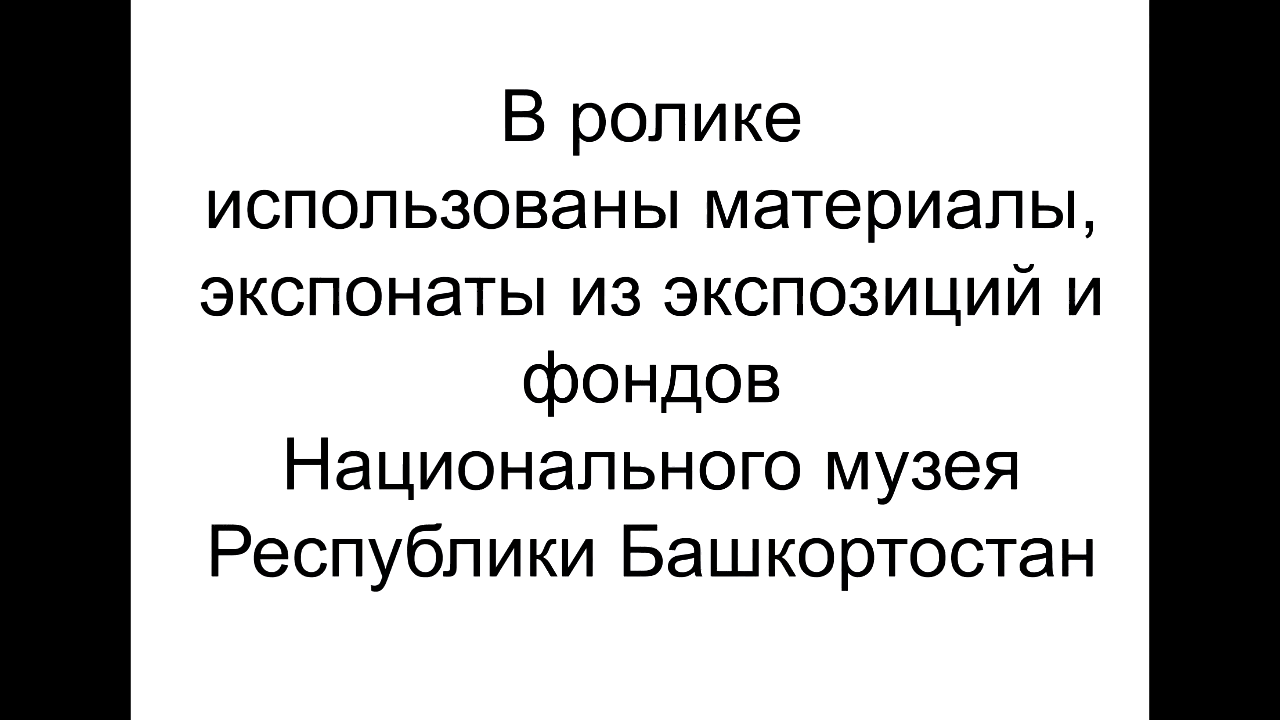 В ролике
использованы материалы,
экспонаты из экспозиций и
фондов
Национального музея
Республики Башкортостан